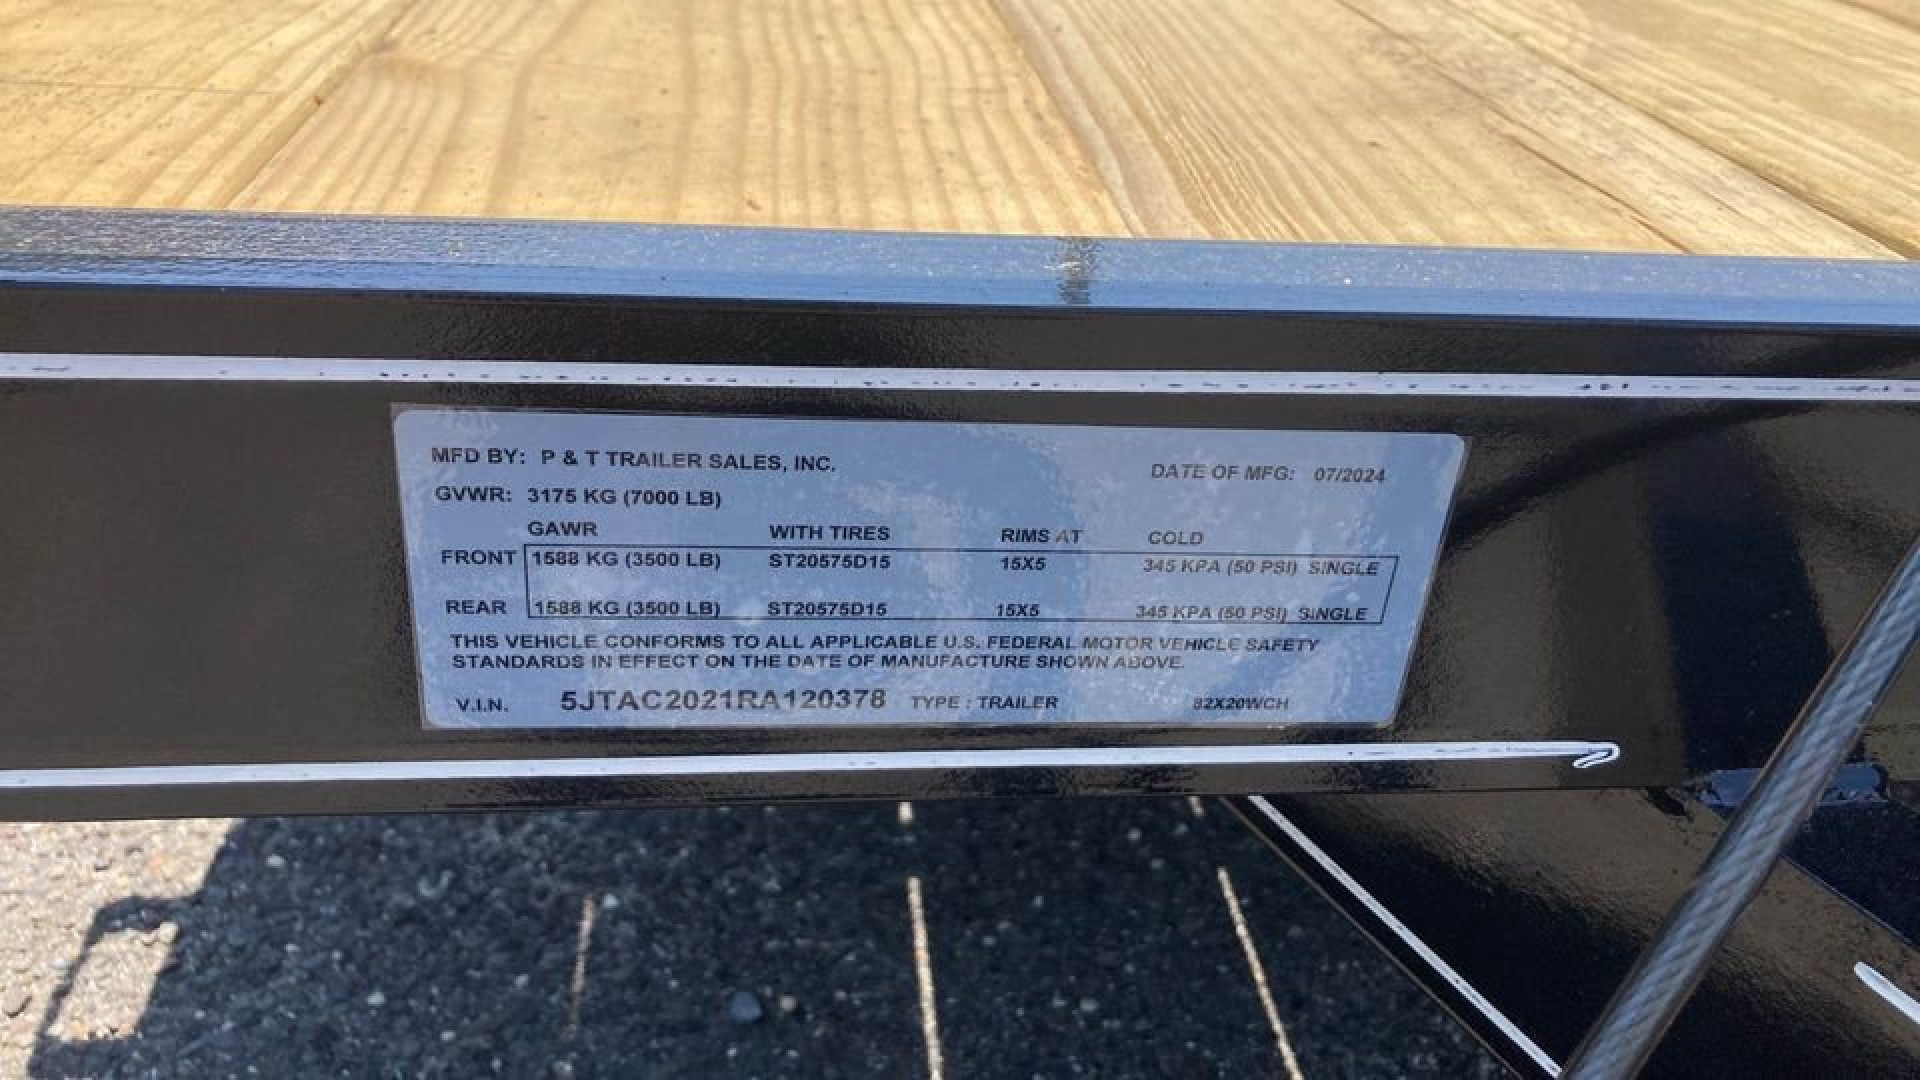 MFD BY: P & T TRAILER SALES, INC. DATE OF MFG: 07/2024
GVWR: 3175 KG (7000 LB)
GAWR WITH TIRES RIMS AT COLD
FRONT 1588 KG (3500 LB) ST20575D15 15X5 345 KPA (50 PSI) SINGLE
REAR 1588 KG (3500 LB) ST20575D15 15X5 345 KPA (50 PSI) SINGLE
THIS VEHICLE CONFORMS TO ALL APPLICABLE U.S. FEDERAL MOTOR VEHICLE SAFETY
STANDARDS IN EFFECT ON THE DATE OF MANUFACTURE SHOWN ABOVE.
V.I.N. 5JTAC2021RA120378 TYPE : TRAILER 82X20WCH